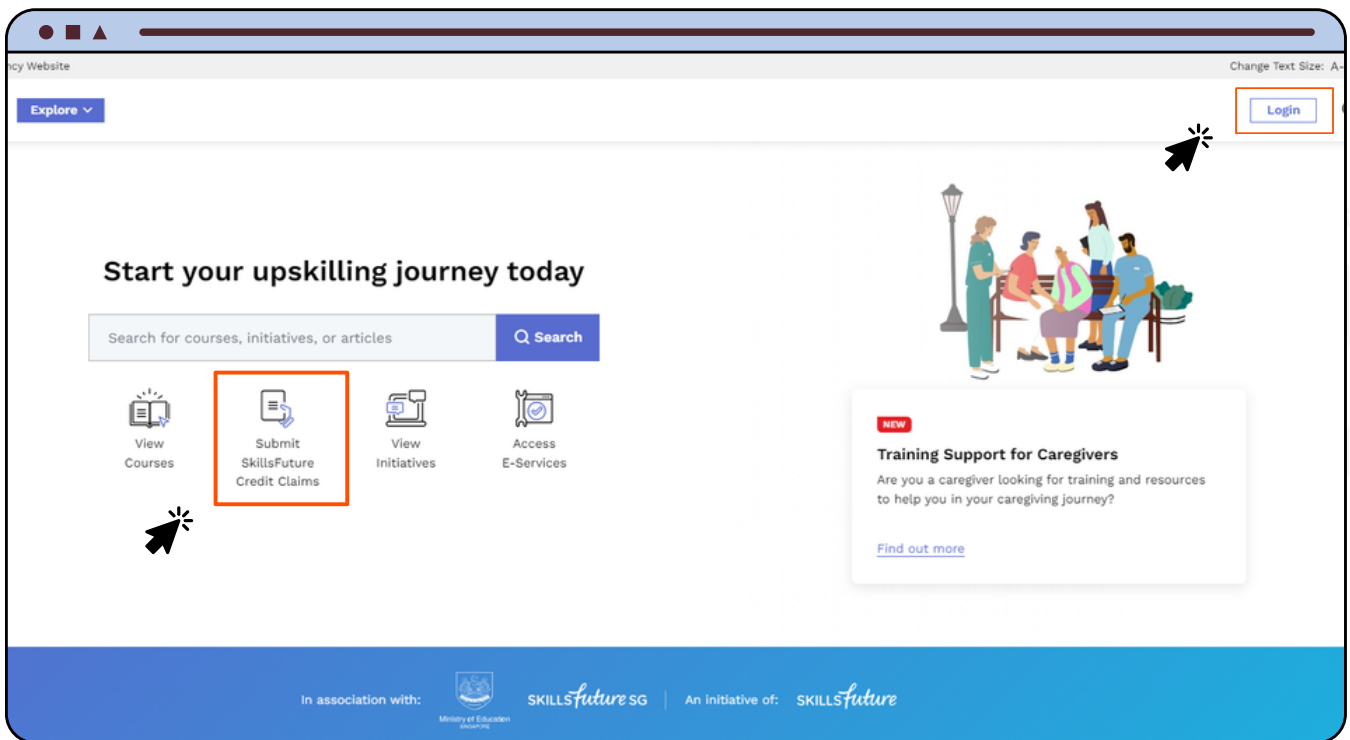 ncy Website
Change Text Size: A-
Explore
Login
Start your upskilling journey today
Search for courses, initiatives, or articles
Search
View
Courses
Submit
SkillsFuture
Credit Claims
View
Initiatives
Access
E-Services
NEW
Training Support for Caregivers
Are you a caregiver looking for training and resources
to help you in your caregiving journey?
Find out more
In association with:
Ministry of Education
SINGAPORE
SKILLSfuture SG
An initiative of:
SKILLSfuture